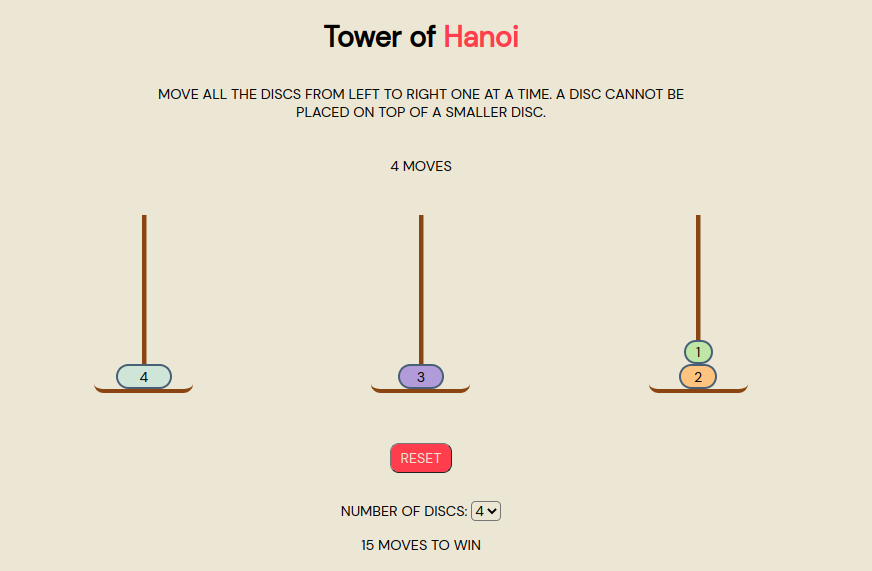 Tower of Hanoi
MOVE ALL THE DISCS FROM LEFT TO RIGHT ONE AT A TIME. A DISC CANNOT BE
PLACED ON TOP OF A SMALLER DISC.
4 MOVES
1
4 3 2
RESET
NUMBER OF DISCS: 4
15 MOVES TO WIN